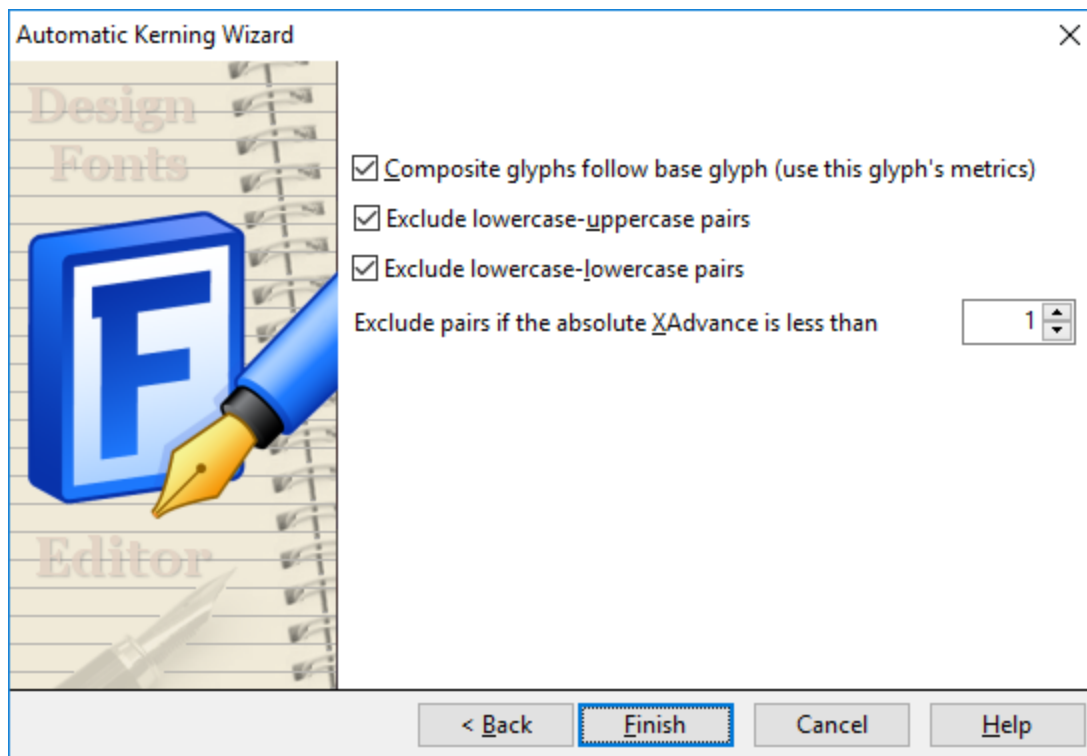 Automatic Kerning Wizard
Design
Fonts
F
Editor
Composite glyphs follow base glyph (use this glyph's metrics)
Exclude lowercase-uppercase pairs
Exclude lowercase-lowercase pairs
Exclude pairs if the absolute XAdvance is less than 1
< Back Finish Cancel Help